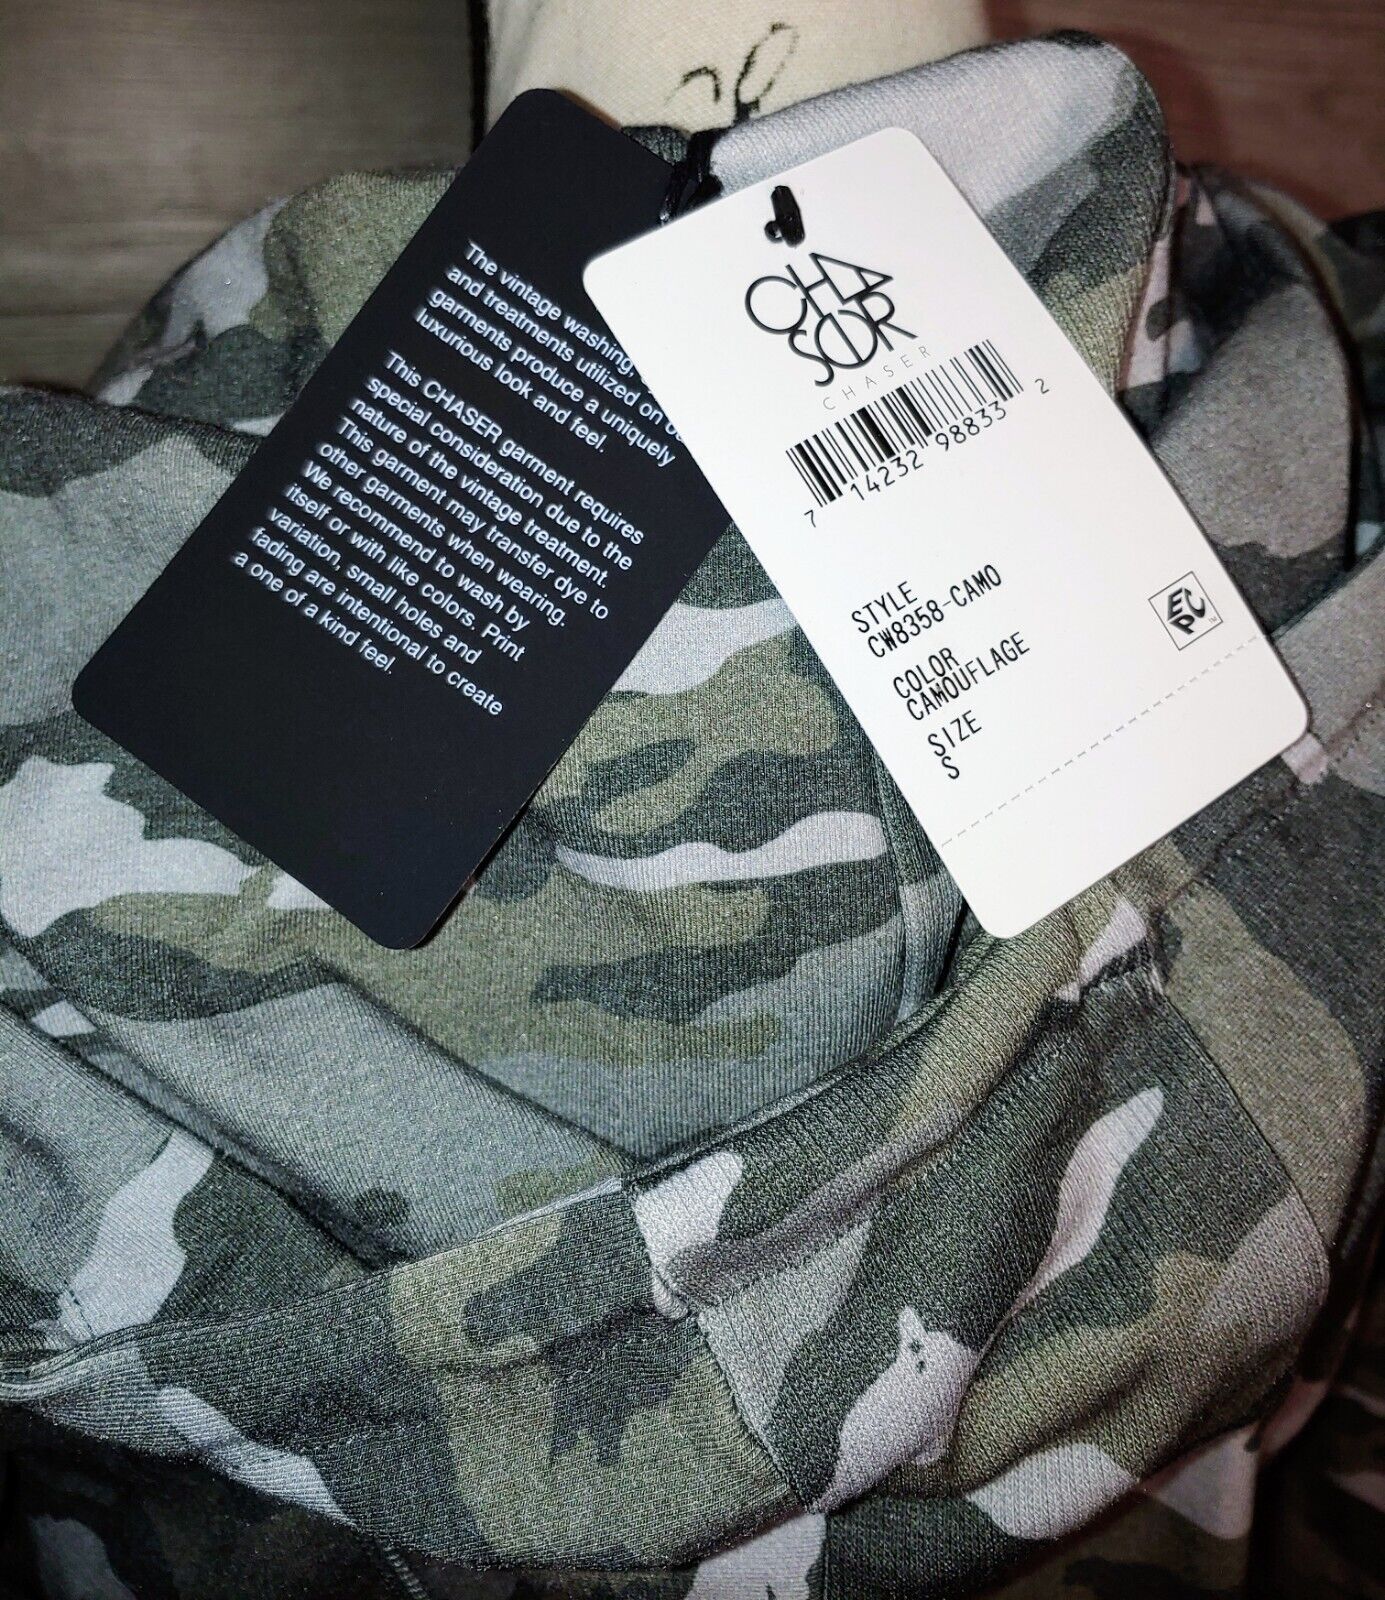 The vintage washing,
and treatments utilized on
garments produce a uniquely
luxurious look and feel.
This CHASER garment requires
special consideration due to the
nature of the vintage treatment.
This garment may transfer dye to
other garments when wearing.
We recommend to wash by
itself or with like colors. Print
variation, small holes and
fading are intentional to create
a one of a kind feel.
CHA
SER
CHASER
7 14232 98833 2
STYLE
CW8358-CAMO
COLOR
CAMOUFLAGE
SIZE
S
EPC
TM